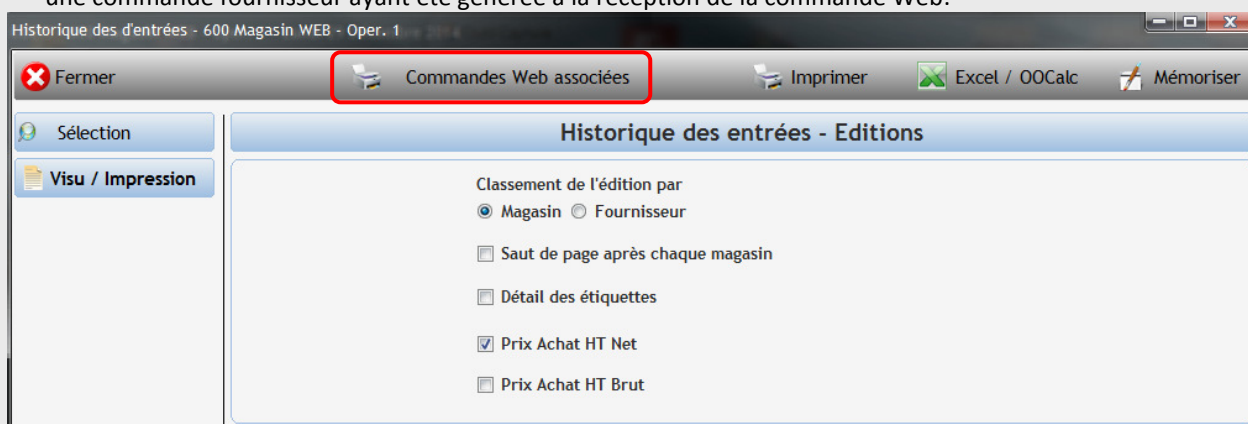 une commande fournisseur ayant été générée à la réception de la commande Web.
Historique des d'entrées - 600 Magasin WEB - Oper. 1
Fermer
Commandes Web associées
Imprimer
Excel / OOCalc
Mémoriser
Sélection
Historique des entrées - Editions
Visu / Impression
Classement de l'édition par
Magasin
Fournisseur
Saut de page après chaque magasin
Détail des étiquettes
Prix Achat HT Net
Prix Achat HT Brut